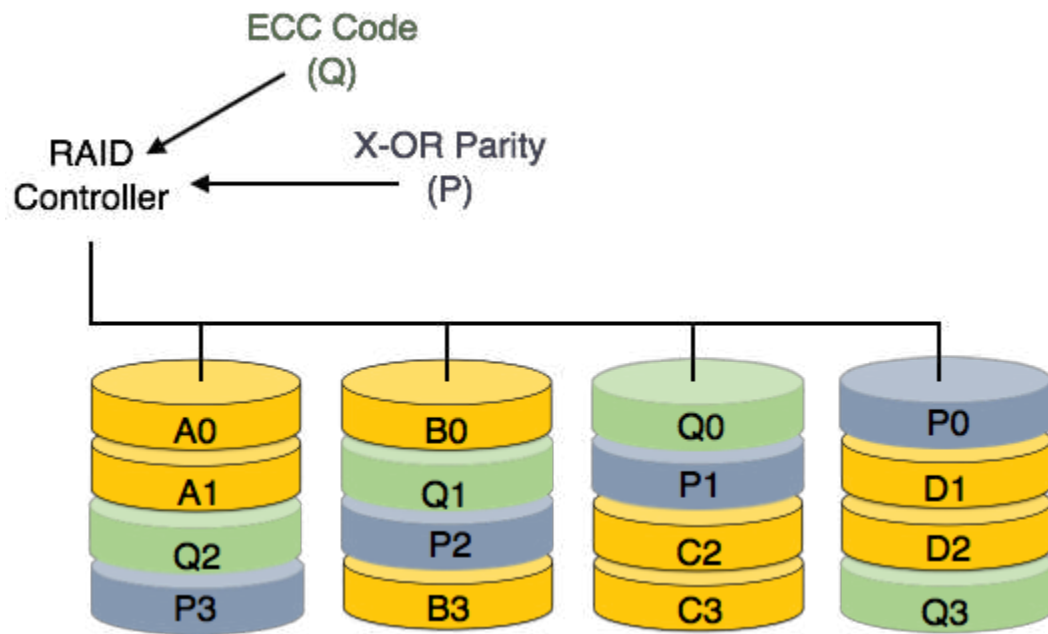 ECC Code
(Q)
X-OR Parity
(P)
RAID
Controller
A0 B0 Q0 P0
A1 Q1 P1 D1
Q2 P2 C2 D2
P3 B3 C3 Q3